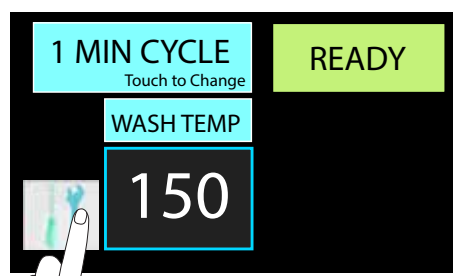 1 MIN CYCLE
Touch to Change
READY
WASH TEMP
150